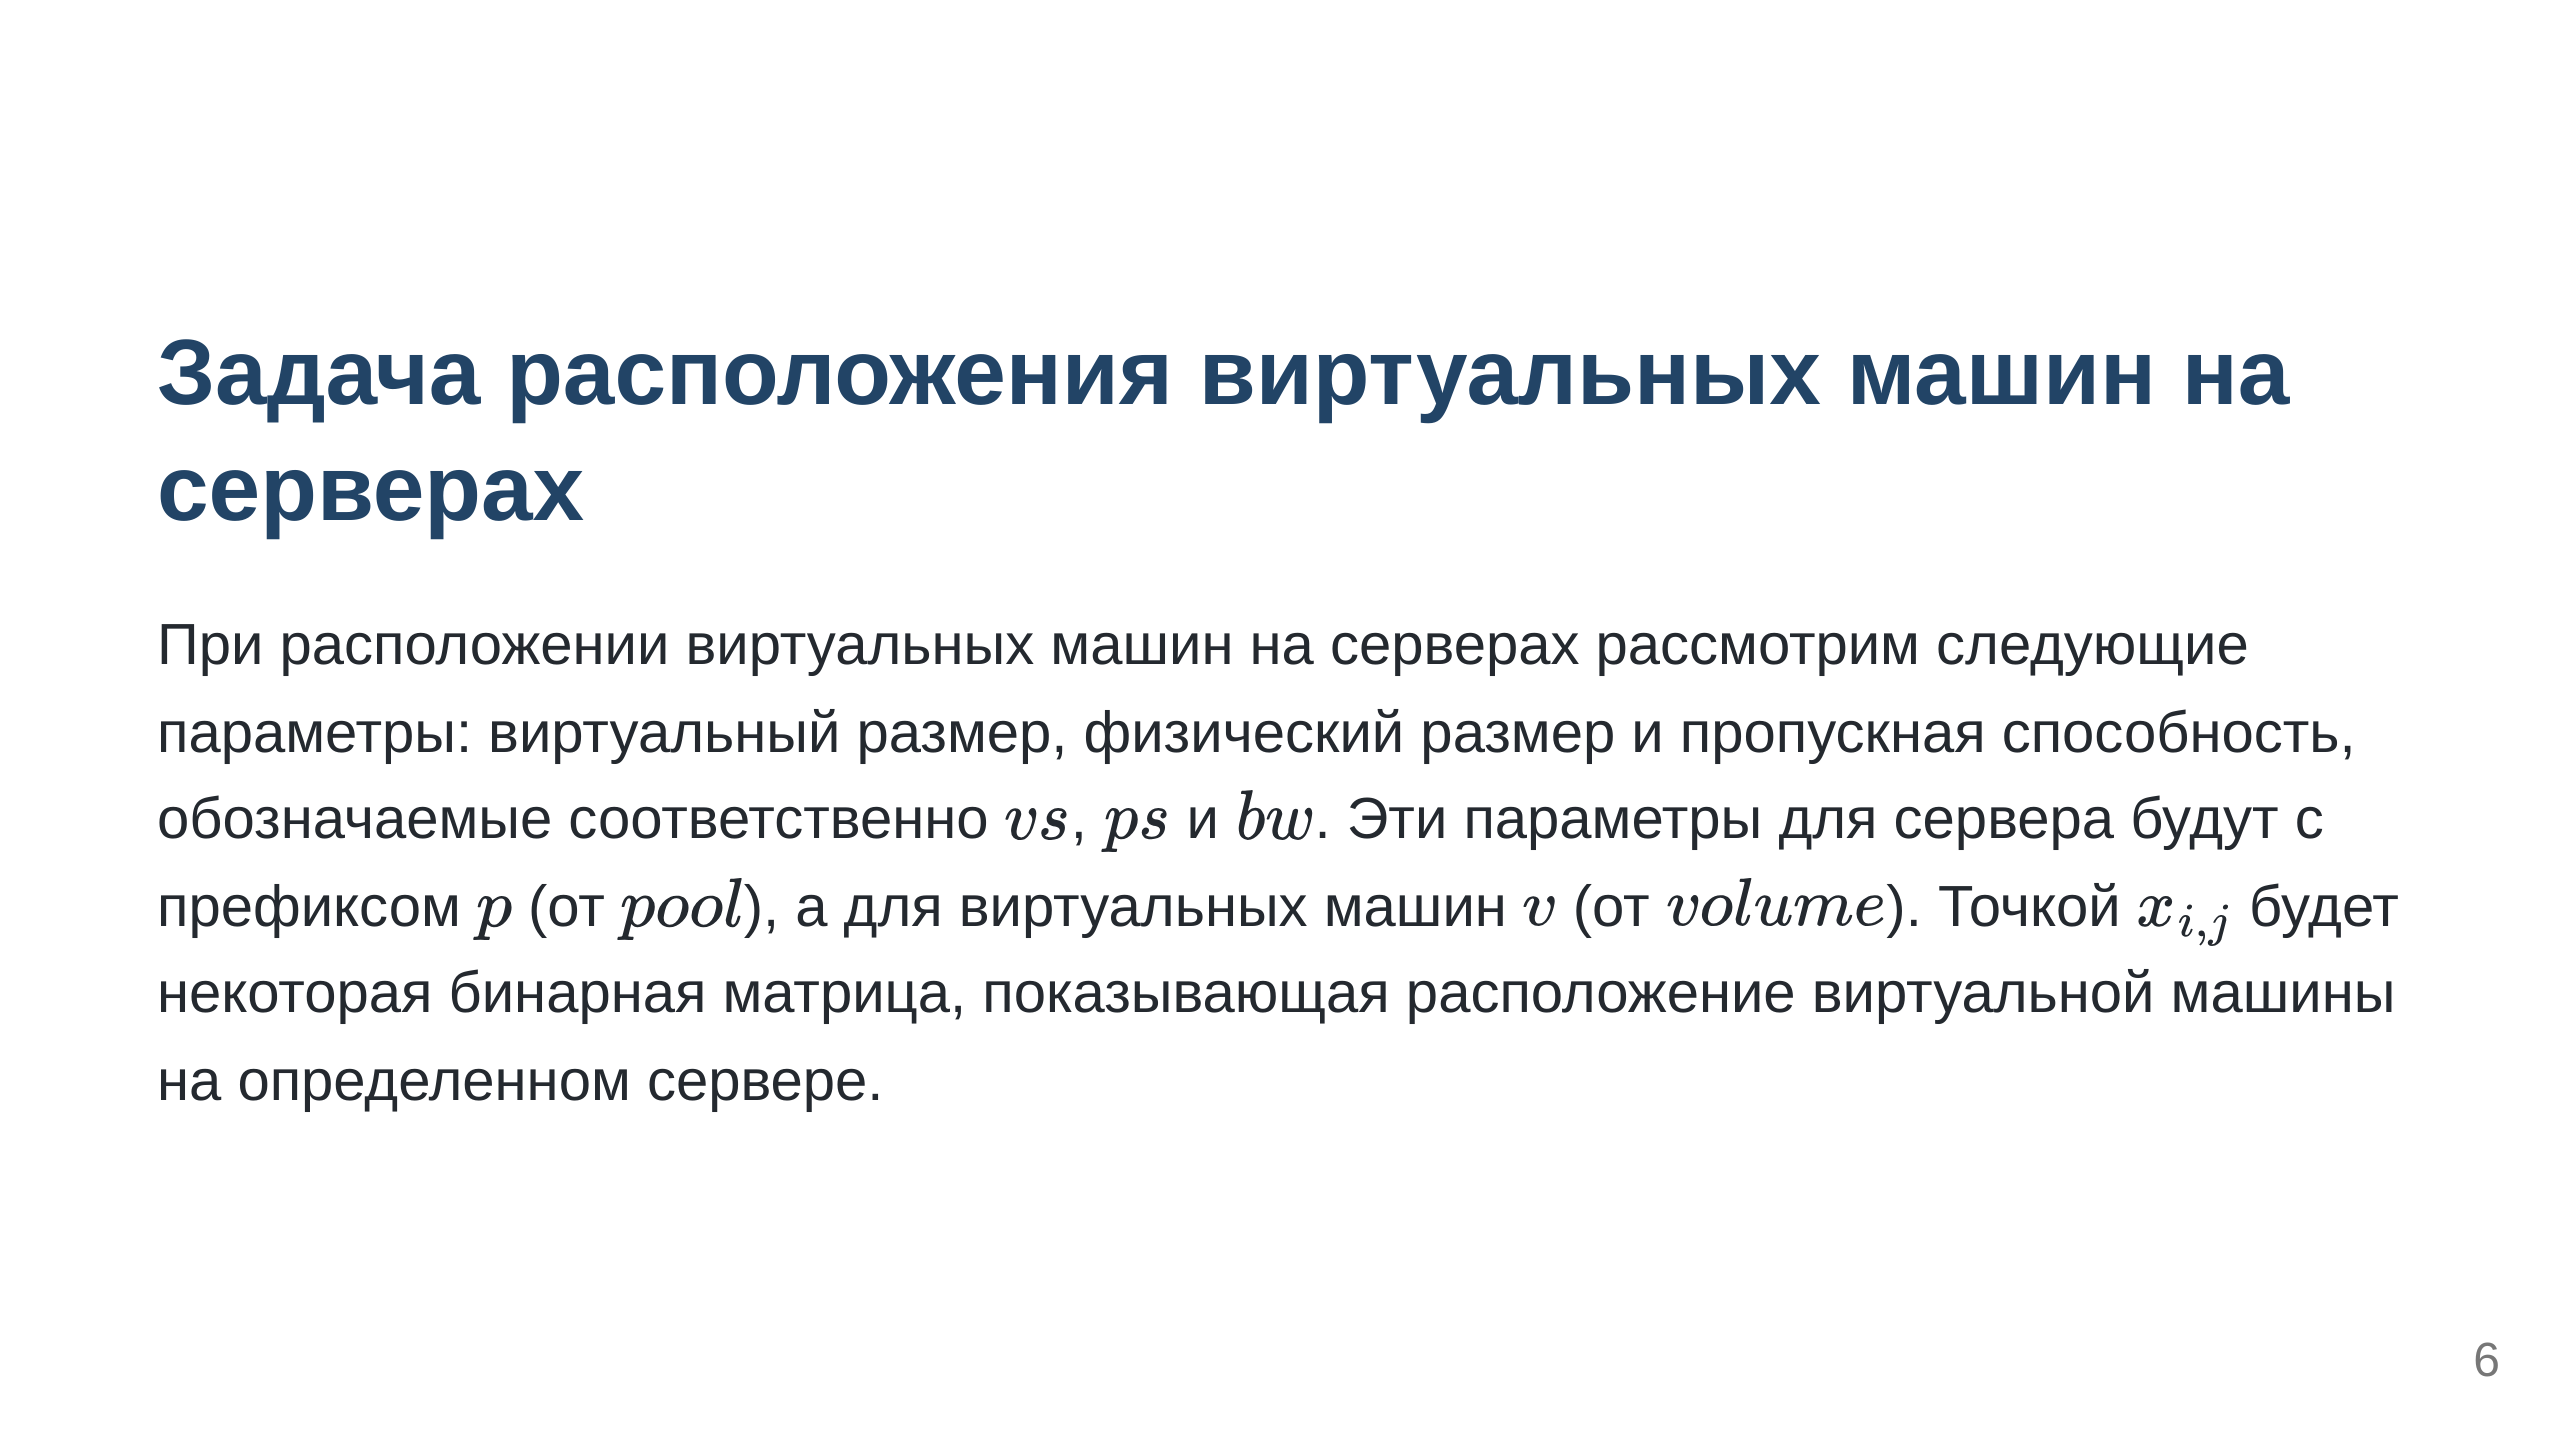 Задача расположения виртуальных машин на
серверах
При расположении виртуальных машин на серверах рассмотрим следующие
параметры: виртуальный размер, физический размер и пропускная способность,
обозначаемые соответственно vs, ps и bw. Эти параметры для сервера будут с
префиксом p (от pool), а для виртуальных машин v (от volume). Точкой x_{i,j} будет
некоторая бинарная матрица, показывающая расположение виртуальной машины
на определенном сервере.
6